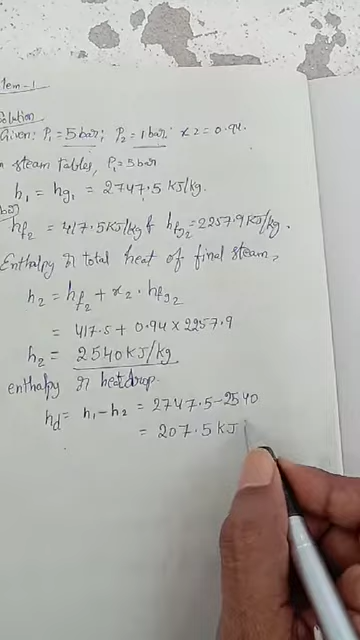 lem-1
Solution
Given: P₁ = 5 bar; P₂ = 1 bar; x2 = 0.94.
m steam tables, P₁ = 5 bar
h₁ = hg₁ = 2747.5 KJ/kg.
bar)
hf₂ = 417.5 KJ/kg & hfg₂ = 2257.9 KJ/kg.
Enthalpy or total heat of final steam,
h₂ = hf₂ + x₂ . hfg₂
= 417.5 + 0.94 × 2257.9
h₂ = 2540 KJ/kg
enthalpy or heat drop
hd = h₁ - h₂ = 2747.5 - 2540
= 207.5 KJ